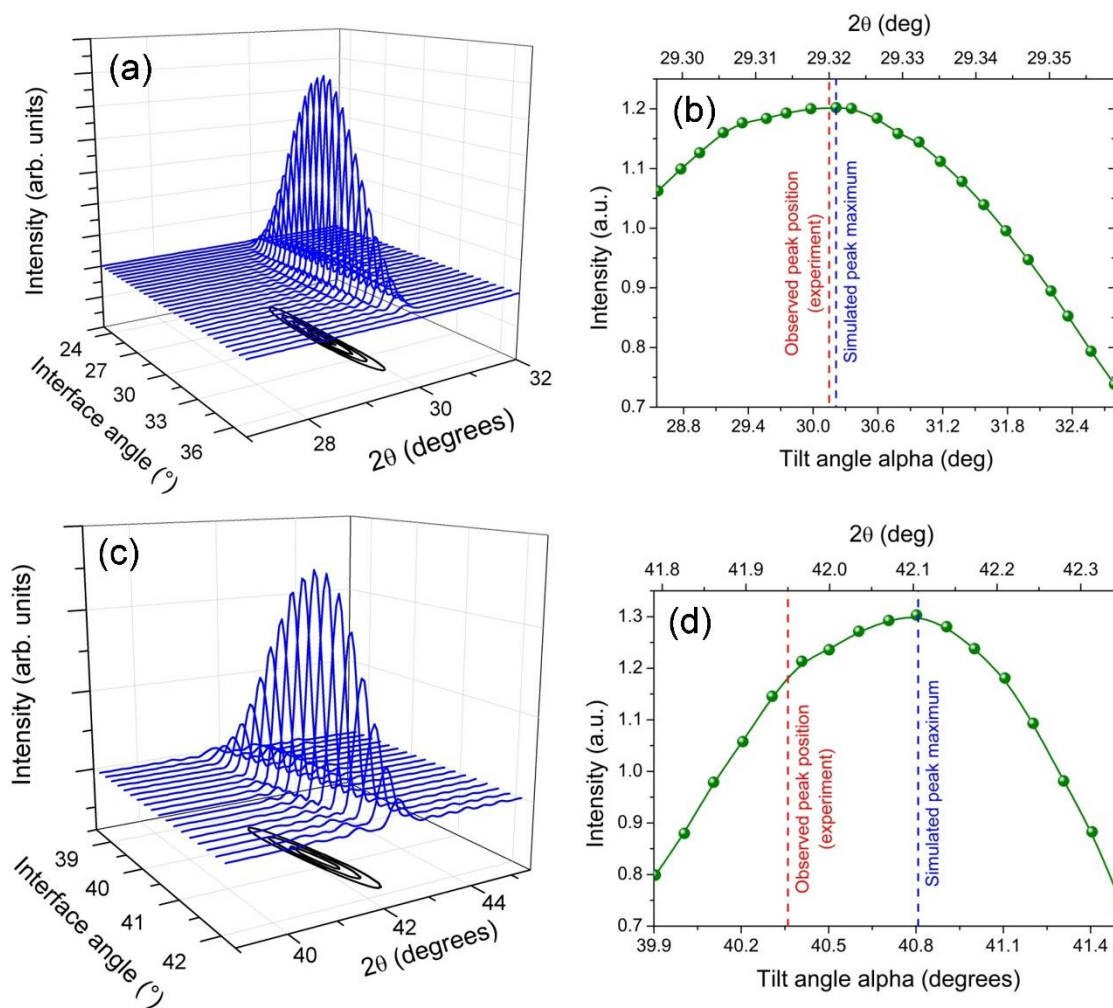 (a)
Intensity (arb. units)
24
27
30
33
36
Interface angle (°)
28
30
32
2θ (degrees)
2θ (deg)
29.30 29.31 29.32 29.33 29.34 29.35
(b)
1.2
1.1
1.0
0.9
0.8
0.7
Intensity (a.u.)
Observed peak position
(experiment)
Simulated peak maximum
28.8 29.4 30.0 30.6 31.2 31.8 32.4
Tilt angle alpha (deg)
(c)
Intensity (arb. units)
39
40
41
42
Interface angle (°)
40
42
44
2θ (degrees)
2θ (deg)
41.8 41.9 42.0 42.1 42.2 42.3
(d)
1.3
1.2
1.1
1.0
0.9
0.8
0.7
Intensity (a.u.)
Observed peak position
(experiment)
Simulated peak maximum
39.9 40.2 40.5 40.8 41.1 41.4
Tilt angle alpha (degrees)